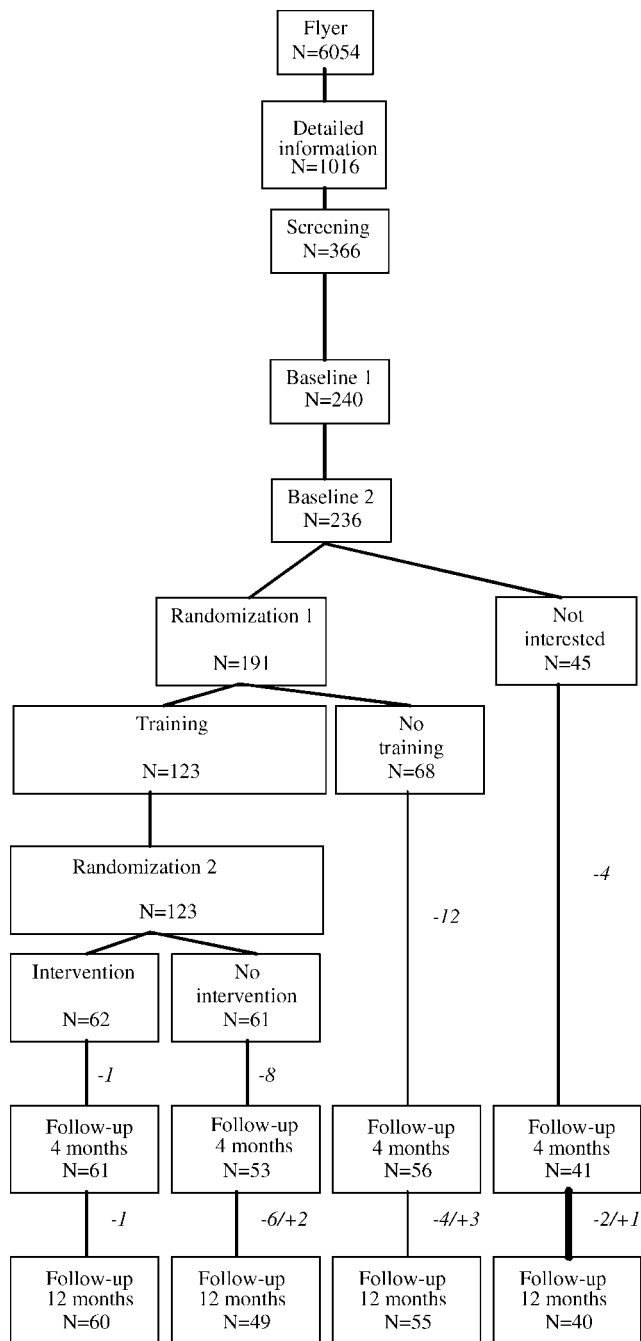 Flyer
N=6054
Detailed
information
N=1016
Screening
N=366
Baseline 1
N=240
Baseline 2
N=236
Randomization 1
N=191
Not
interested
N=45
Training
N=123
No
training
N=68
Randomization 2
N=123
-12
-4
Intervention
N=62
No
intervention
N=61
-1
-8
Follow-up
4 months
N=61
Follow-up
4 months
N=53
Follow-up
4 months
N=56
Follow-up
4 months
N=41
-1
-6/+2
-4/+3
-2/+1
Follow-up
12 months
N=60
Follow-up
12 months
N=49
Follow-up
12 months
N=55
Follow-up
12 months
N=40